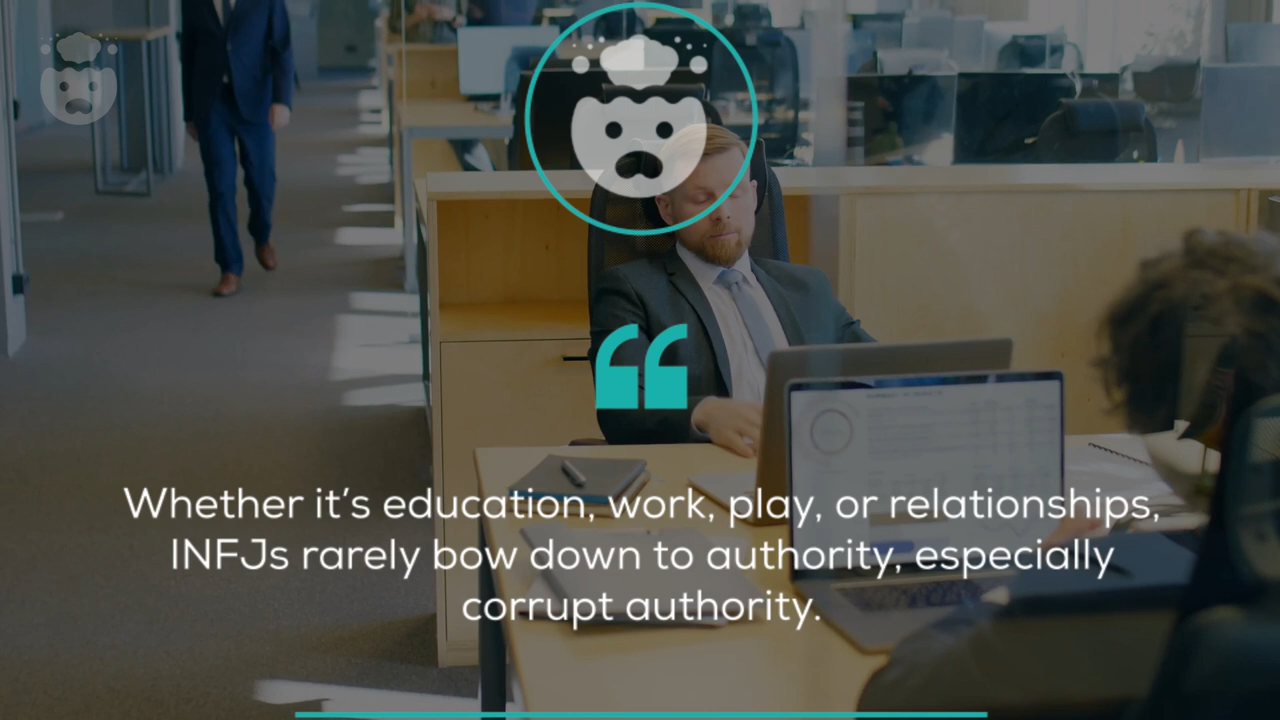 Whether it's education, work, play, or relationships,
INFJs rarely bow down to authority, especially
corrupt authority.